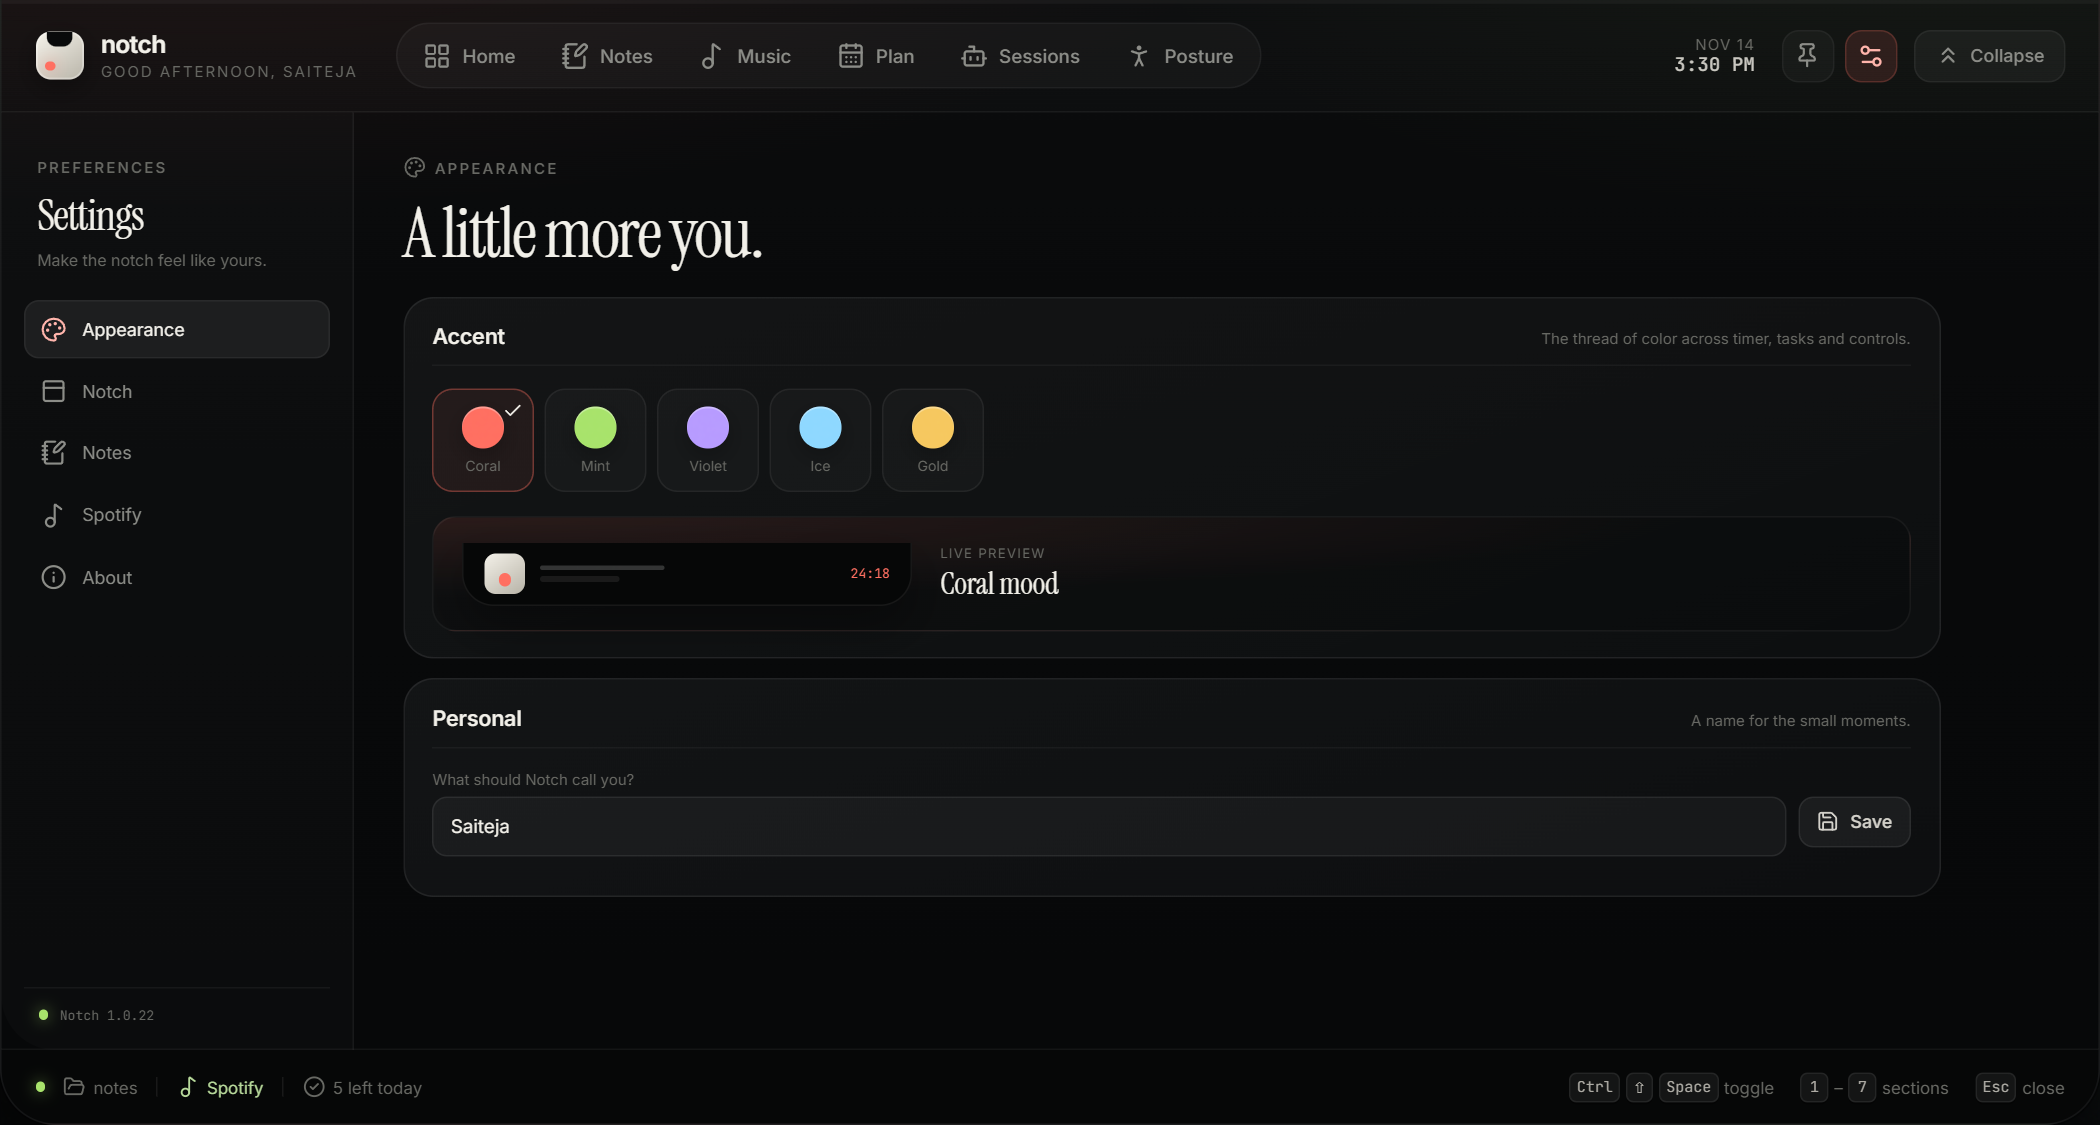 notch
GOOD AFTERNOON, SAITEJA
Home
Notes
Music
Plan
Sessions
Posture
NOV 14
3:30 PM
Collapse
PREFERENCES
Settings
Make the notch feel like yours.
Appearance
Notch
Notes
Spotify
About
Notch 1.0.22
APPEARANCE
A little more you.
Accent
The thread of color across timer, tasks and controls.
Coral
Mint
Violet
Ice
Gold
24:18
LIVE PREVIEW
Coral mood
Personal
A name for the small moments.
What should Notch call you?
Saiteja
Save
notes
Spotify
5 left today
Ctrl ⇧ Space toggle
1 – 7 sections
Esc close